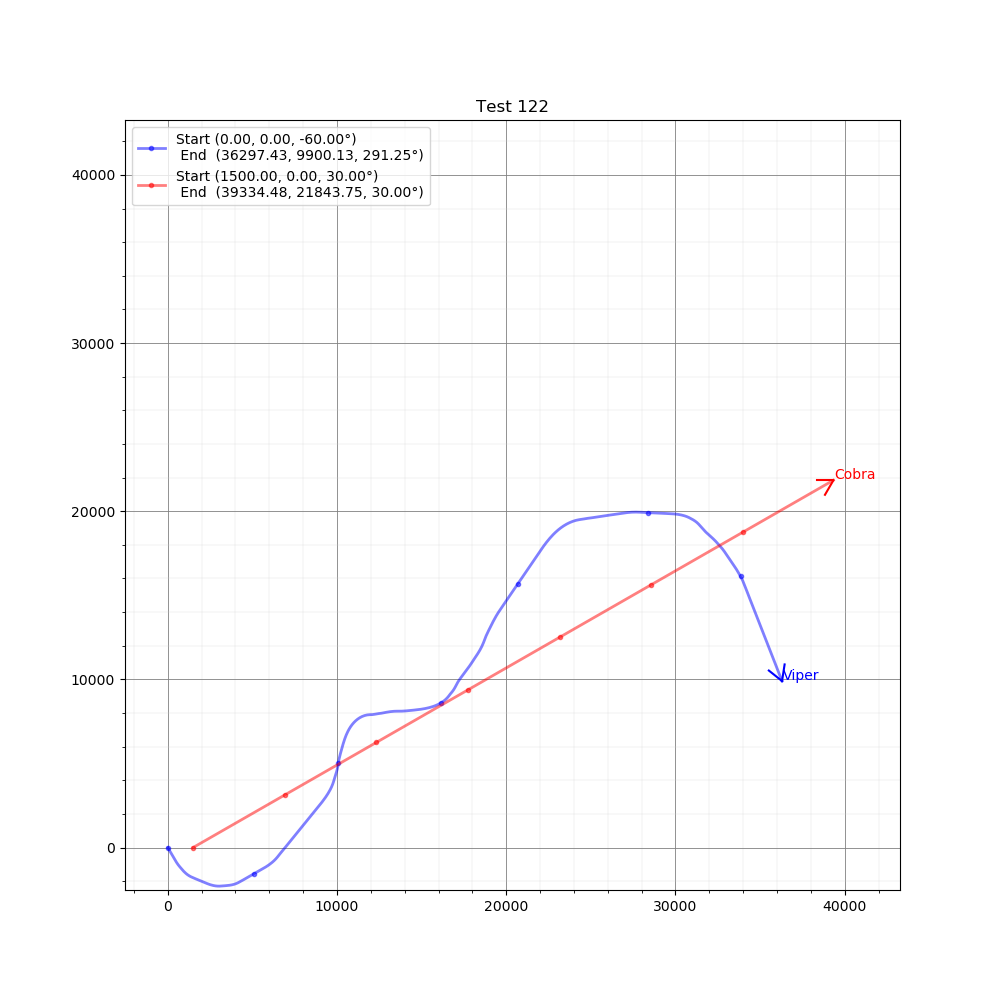 Test 122
Start (0.00, 0.00, -60.00°)
End (36297.43, 9900.13, 291.25°)
Start (1500.00, 0.00, 30.00°)
End (39334.48, 21843.75, 30.00°)
40000
30000
20000
10000
0
Cobra
Viper
0 10000 20000 30000 40000